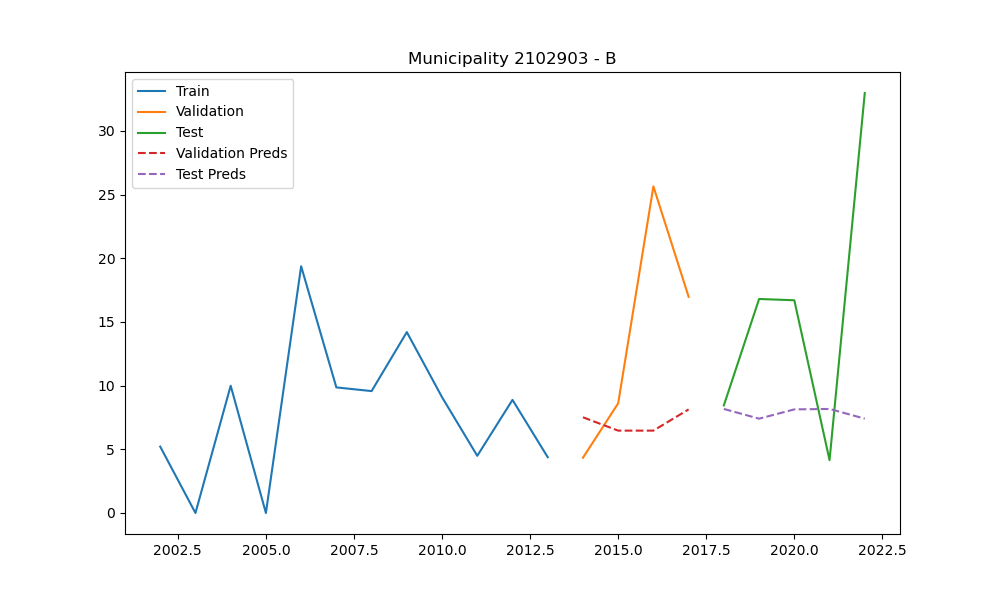 Municipality 2102903 - B
Train
Validation
Test
Validation Preds
Test Preds
30
25
20
15
10
5
0
2002.5 2005.0 2007.5 2010.0 2012.5 2015.0 2017.5 2020.0 2022.5